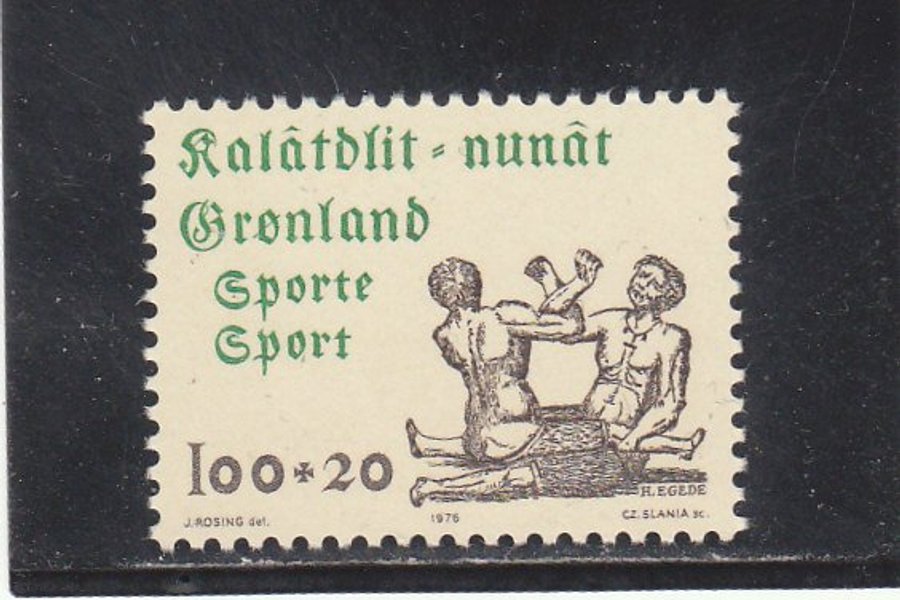 Kalâtdlit-nunât
Grønland
Sporte
Sport
100+20
H. EGEDE
J. ROSING del.
1976
CZ. SLANIA sc.